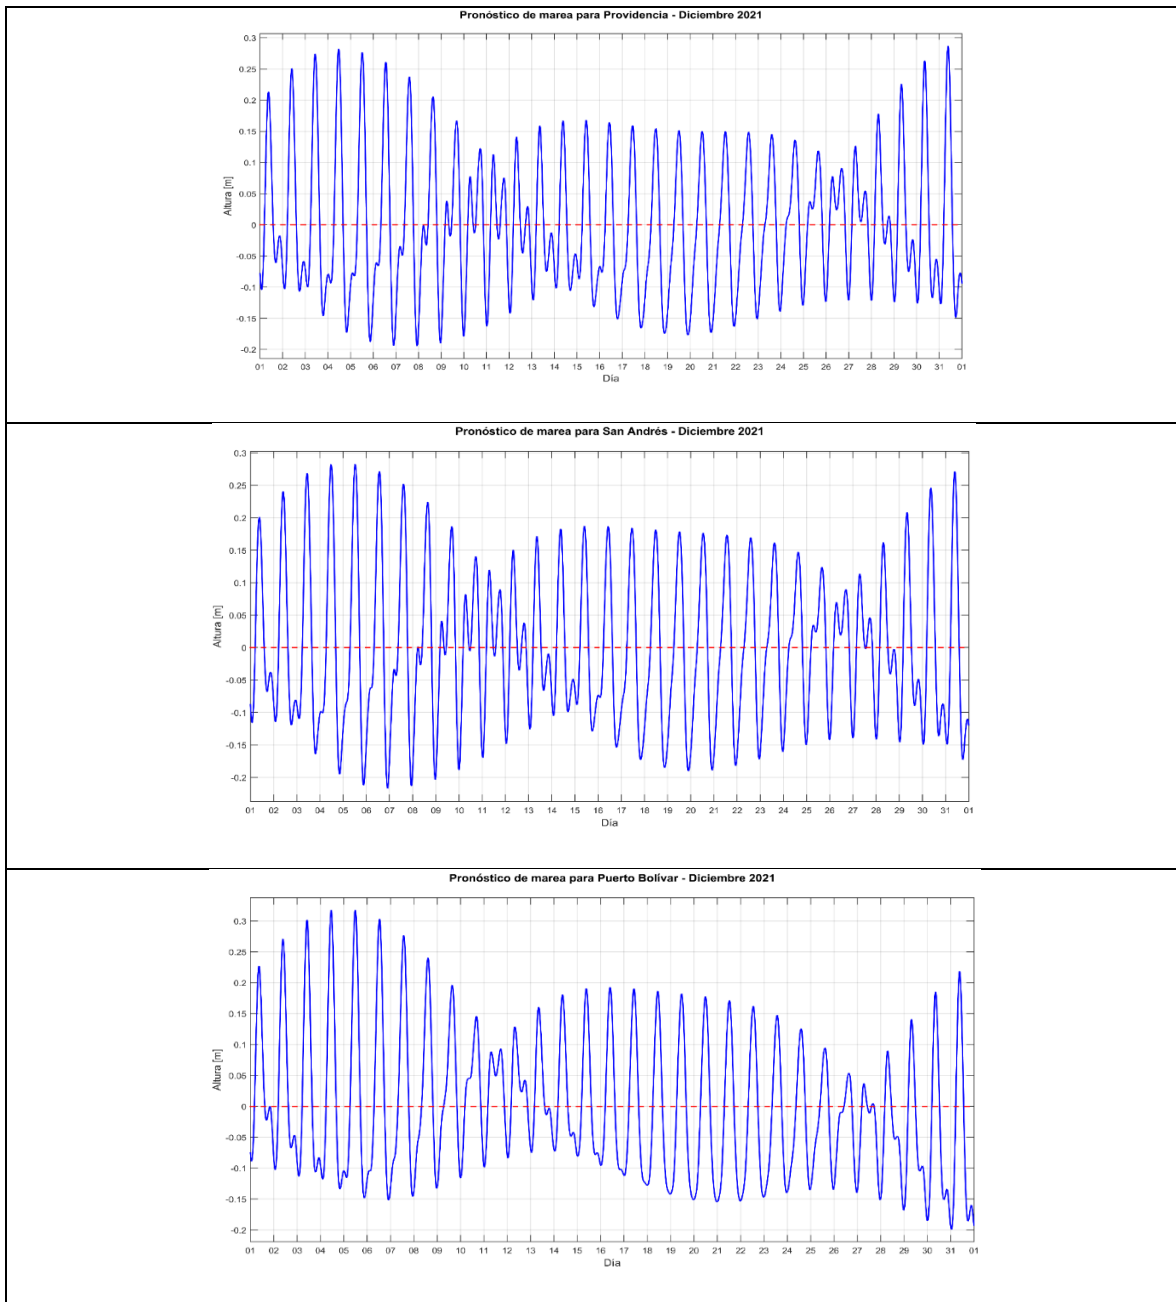 Pronóstico de marea para Providencia - Diciembre 2021
0.3
0.25
0.2
0.15
0.1
0.05
0
-0.05
-0.1
-0.15
-0.2
Altura [m]
01 02 03 04 05 06 07 08 09 10 11 12 13 14 15 16 17 18 19 20 21 22 23 24 25 26 27 28 29 30 31 01
Día
Pronóstico de marea para San Andrés - Diciembre 2021
0.3
0.25
0.2
0.15
0.1
0.05
0
-0.05
-0.1
-0.15
-0.2
Altura [m]
01 02 03 04 05 06 07 08 09 10 11 12 13 14 15 16 17 18 19 20 21 22 23 24 25 26 27 28 29 30 31 01
Día
Pronóstico de marea para Puerto Bolívar - Diciembre 2021
0.3
0.25
0.2
0.15
0.1
0.05
0
-0.05
-0.1
-0.15
-0.2
Altura [m]
01 02 03 04 05 06 07 08 09 10 11 12 13 14 15 16 17 18 19 20 21 22 23 24 25 26 27 28 29 30 31 01
Día